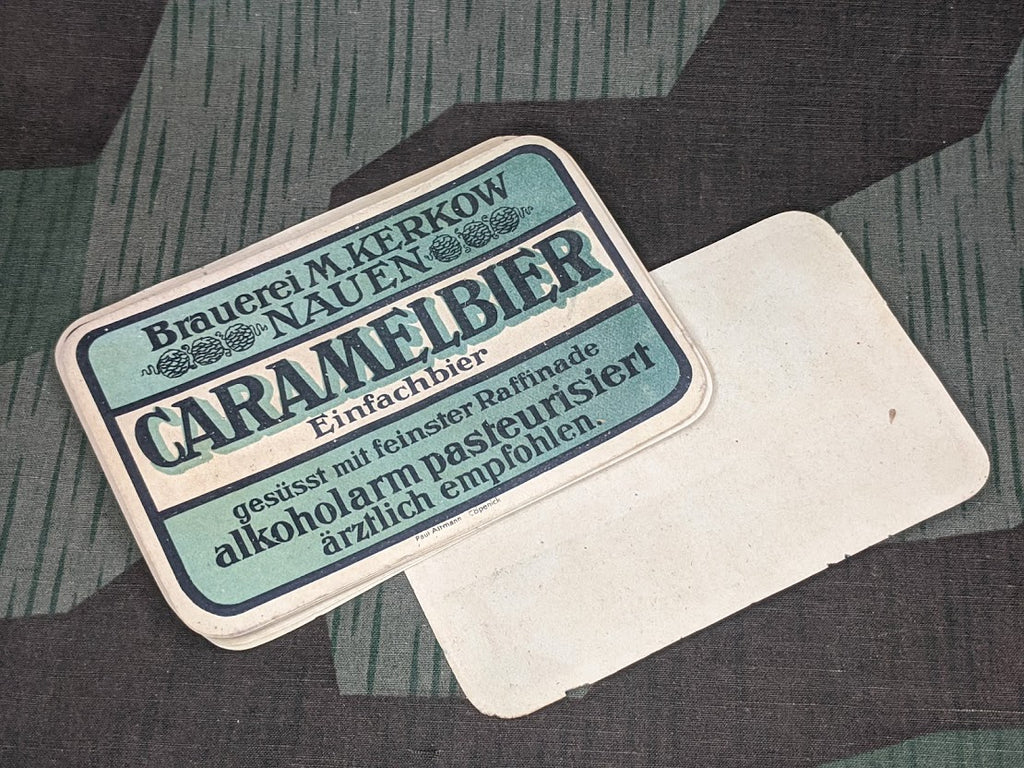 Brauerei M. KERKOW
NAUEN
CARAMELBIER
Einfachbier
gesüsst mit feinster Raffinade
alkoholarm pasteurisiert
ärztlich empfohlen.
Paul Altmann Cöpenick